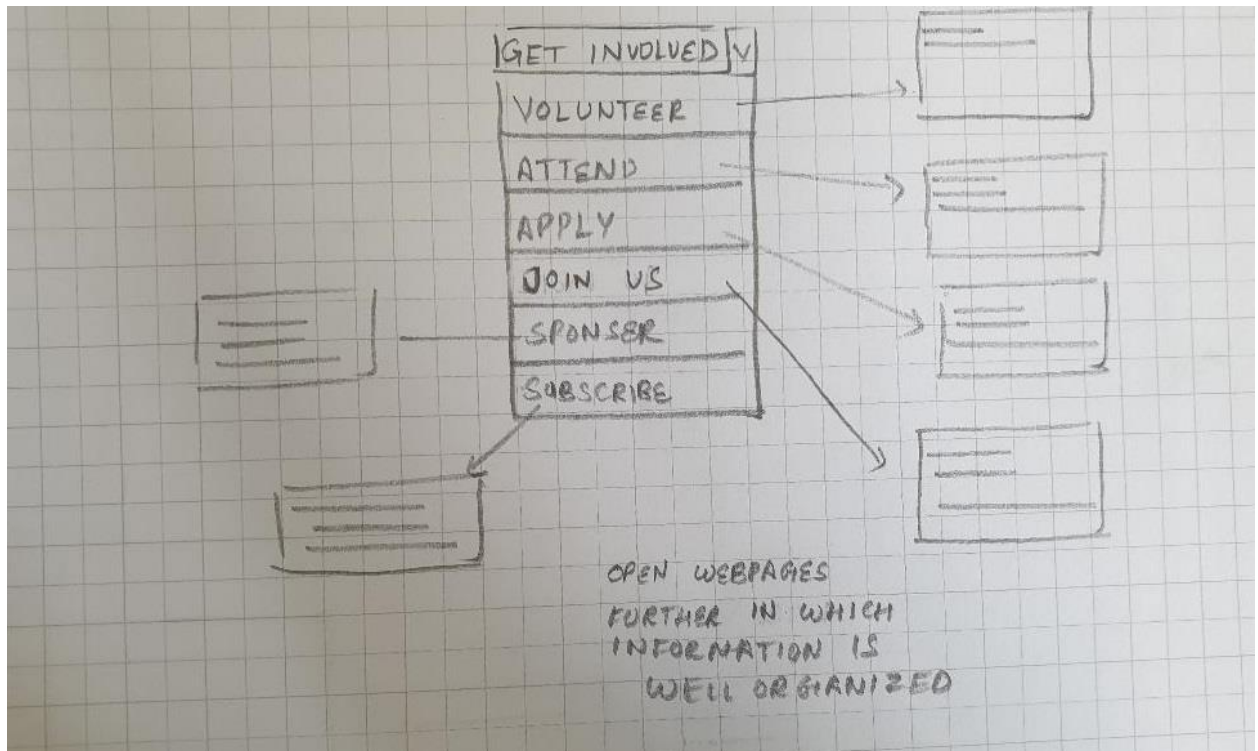 GET INVOLVED V
VOLUNTEER
ATTEND
APPLY
JOIN US
SPONSER
SUBSCRIBE
OPEN WEBPAGES
FURTHER IN WHICH
INFORMATION IS
WELL ORGANIZED